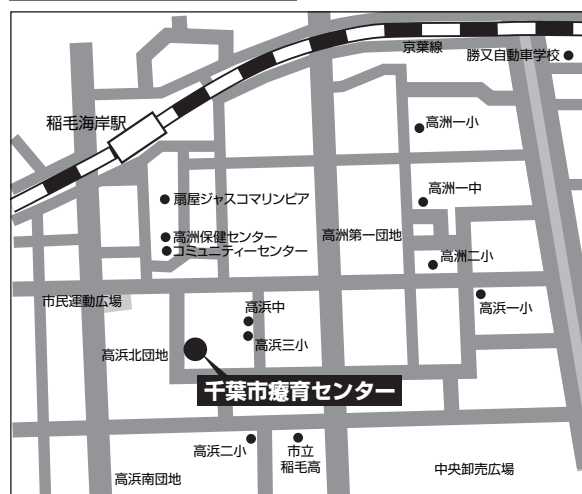 京葉線
勝又自動車学校
稲毛海岸駅
高洲一小
扇屋ジャスコマリンピア
高洲一中
高洲保健センター
コミュニティーセンター
高洲第一団地
高洲二小
市民運動広場
高浜一小
高浜中
高浜三小
高浜北団地
千葉市療育センター
高浜二小
市立
稲毛高
中央卸売広場
高浜南団地